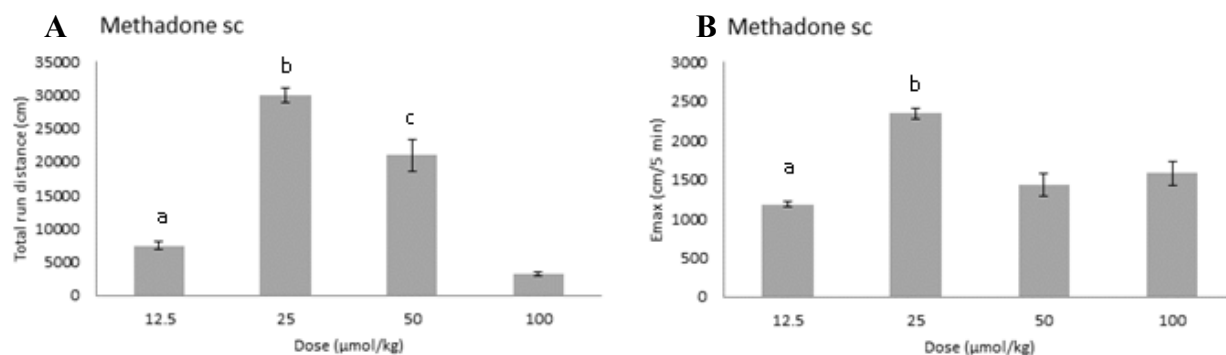 A Methadone sc
Total run distance (cm)
35000
30000
25000
20000
15000
10000
5000
0
a
b
c
12.5 25 50 100
Dose (µmol/kg)
B Methadone sc
Emax (cm/5 min)
3000
2500
2000
1500
1000
500
0
a
b
12.5 25 50 100
Dose (µmol/kg)